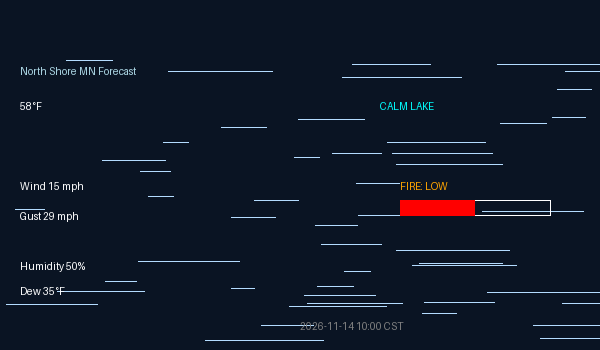 North Shore MN Forecast
58°F
CALM LAKE
Wind 15 mph
FIRE: LOW
Gust 29 mph
Humidity 50%
Dew 35°F
2026-11-14 10:00 CST